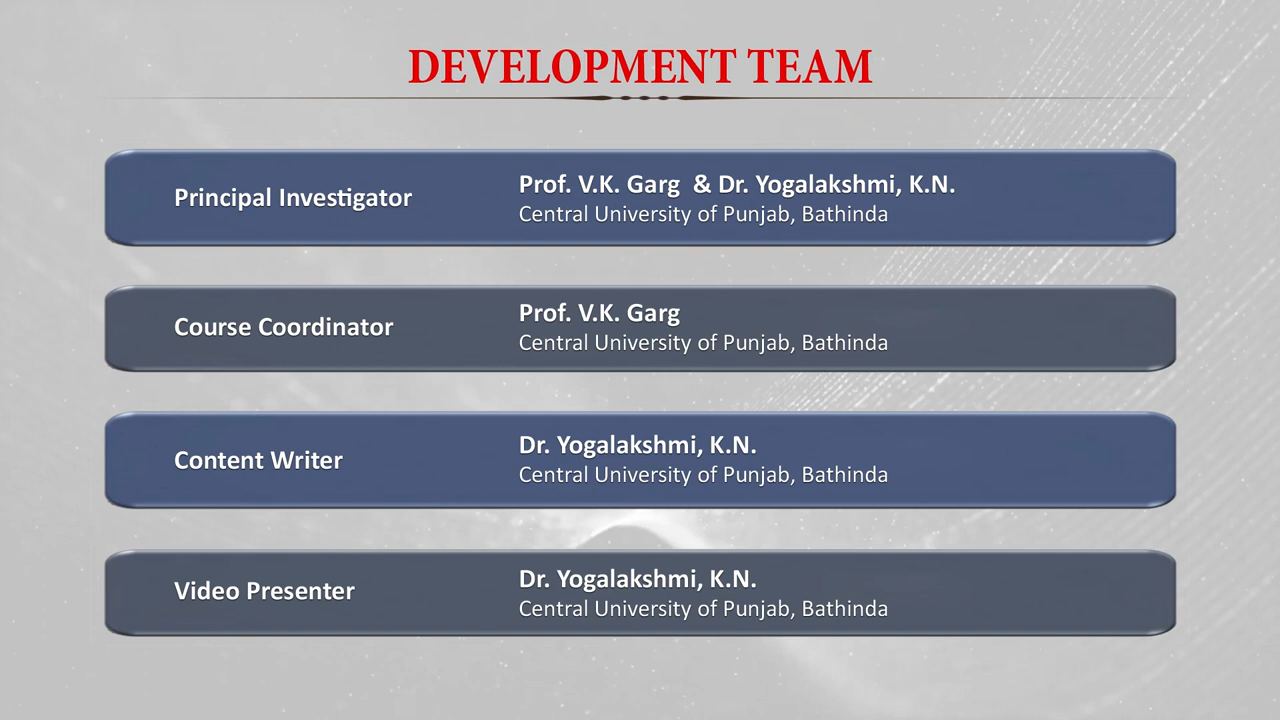 DEVELOPMENT TEAM
Principal Investigator
Prof. V.K. Garg & Dr. Yogalakshmi, K.N.
Central University of Punjab, Bathinda
Course Coordinator
Prof. V.K. Garg
Central University of Punjab, Bathinda
Content Writer
Dr. Yogalakshmi, K.N.
Central University of Punjab, Bathinda
Video Presenter
Dr. Yogalakshmi, K.N.
Central University of Punjab, Bathinda